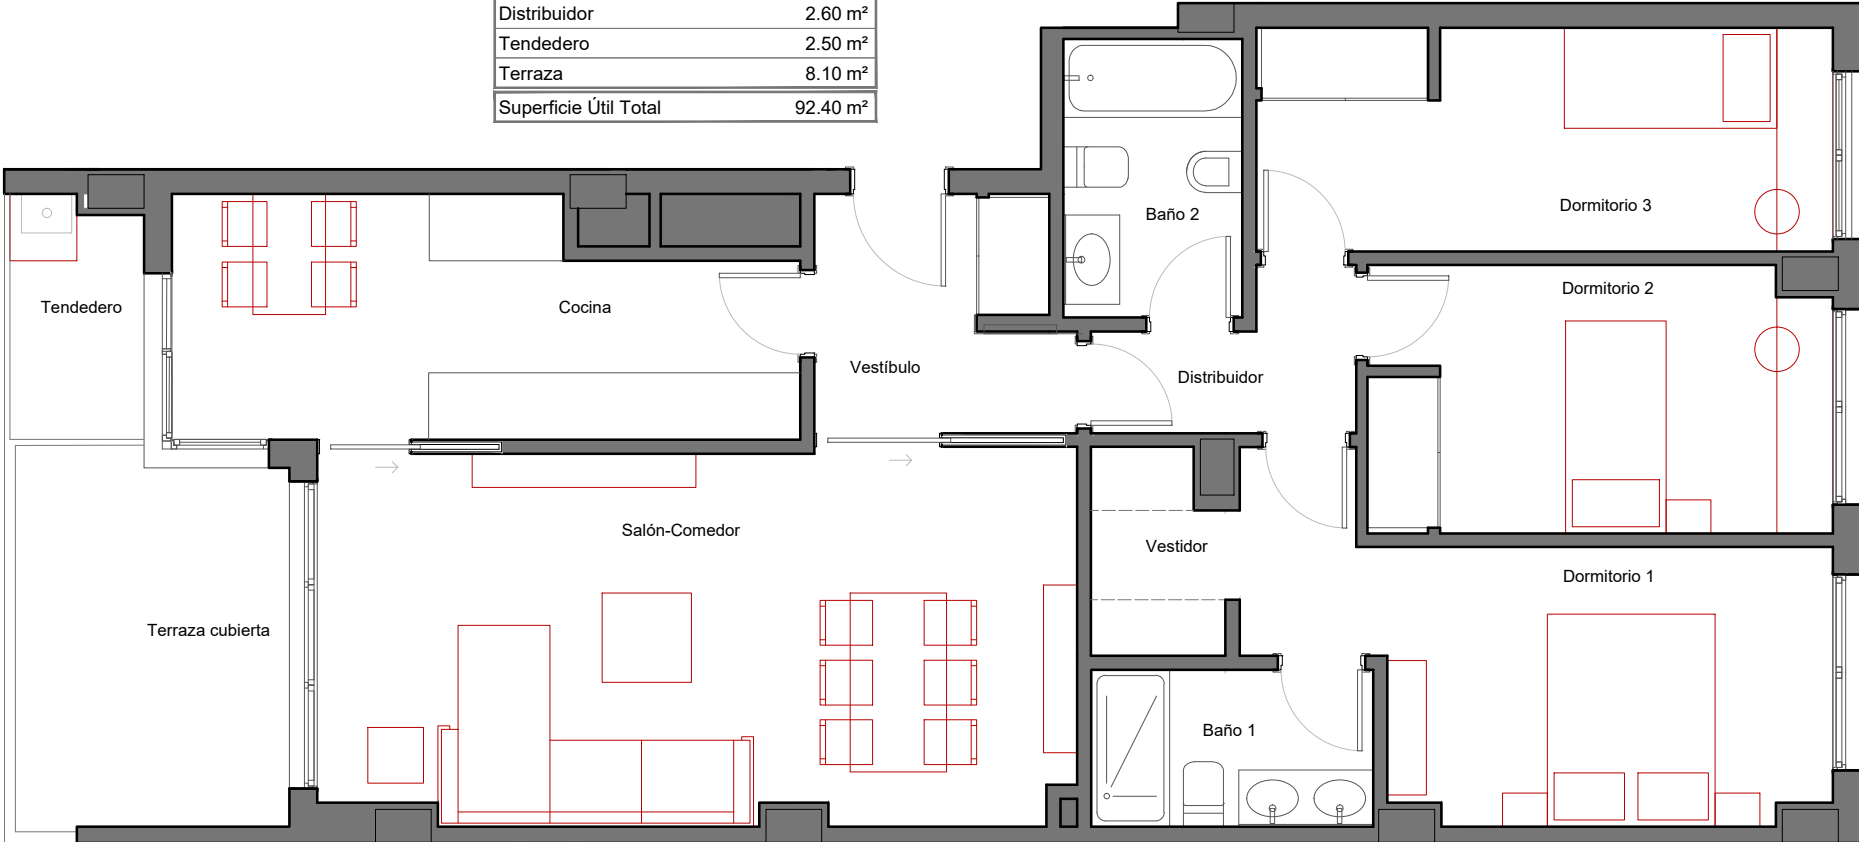 Distribuidor 2.60 m²
Tendedero 2.50 m²
Terraza 8.10 m²
Superficie Útil Total 92.40 m²
Baño 2
Dormitorio 3
Dormitorio 2
Tendedero
Cocina
Vestíbulo
Distribuidor
Salón-Comedor
Vestidor
Dormitorio 1
Terraza cubierta
Baño 1